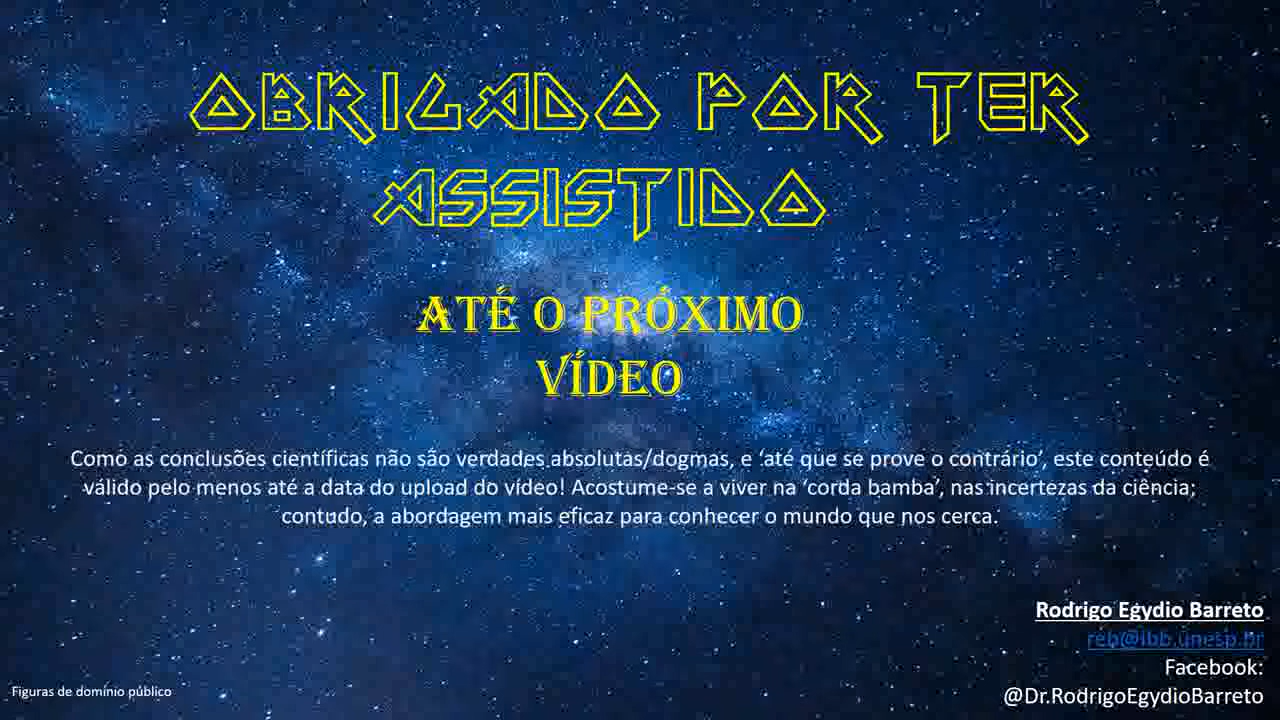 OBRIGADO POR TER
ASSISTIDO
ATÉ O PRÓXIMO
VÍDEO
Como as conclusões científicas não são verdades absolutas/dogmas, e ‘até que se prove o contrário’, este conteúdo é
válido pelo menos até a data do upload do vídeo! Acostume-se a viver na ‘corda bamba’, nas incertezas da ciência;
contudo, a abordagem mais eficaz para conhecer o mundo que nos cerca.
Rodrigo Egydio Barreto
reb@ibb.unesp.br
Facebook:
@Dr.RodrigoEgydioBarreto
Figuras de domínio público